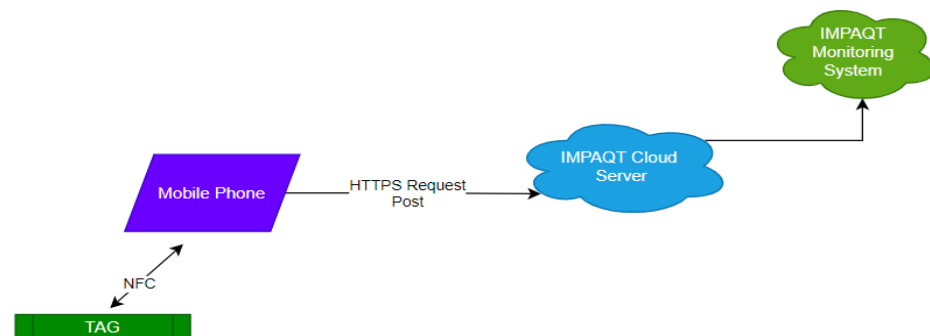 IMPAQT
Monitoring
System
IMPAQT Cloud
Server
Mobile Phone
HTTPS Request
Post
NFC
TAG